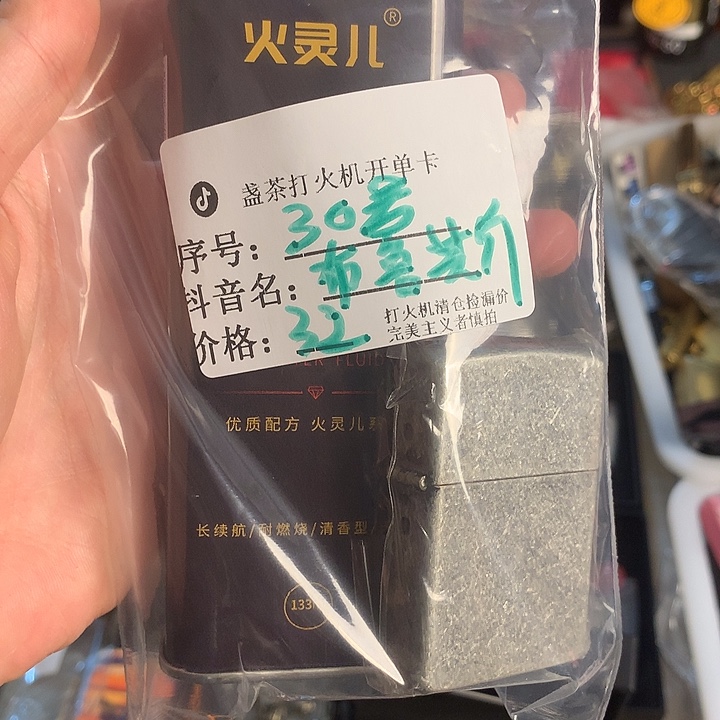 火灵儿®
盏茶打火机开单卡
序号：30号
抖音名：
价格：32
打火机清仓捡漏价
完美主义者慎拍
优质配方 火灵儿
长续航/耐燃烧/清香型/